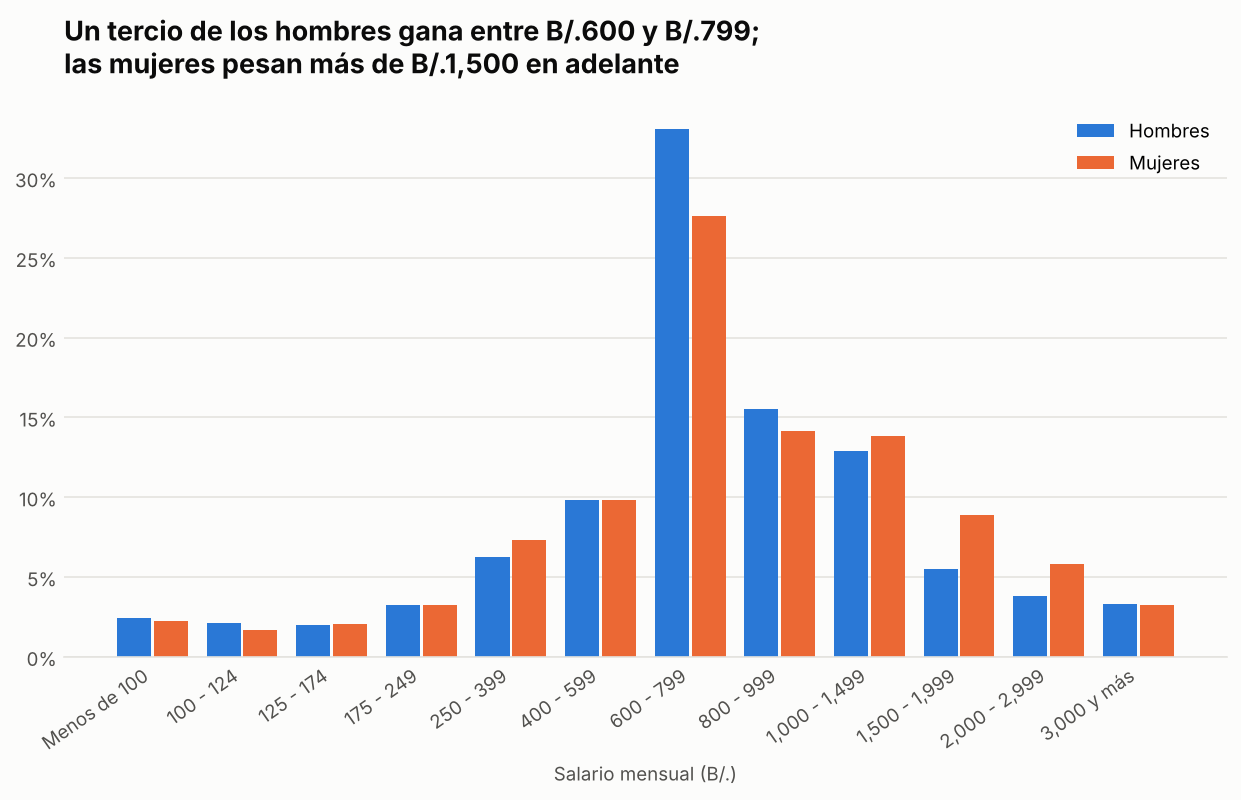 Un tercio de los hombres gana entre B/.600 y B/.799;
las mujeres pesan más de B/.1,500 en adelante
Hombres
Mujeres
30%
25%
20%
15%
10%
5%
0%
Menos de 100
100 - 124
125 - 174
175 - 249
250 - 399
400 - 599
600 - 799
800 - 999
1,000 - 1,499
1,500 - 1,999
2,000 - 2,999
3,000 y más
Salario mensual (B/.)